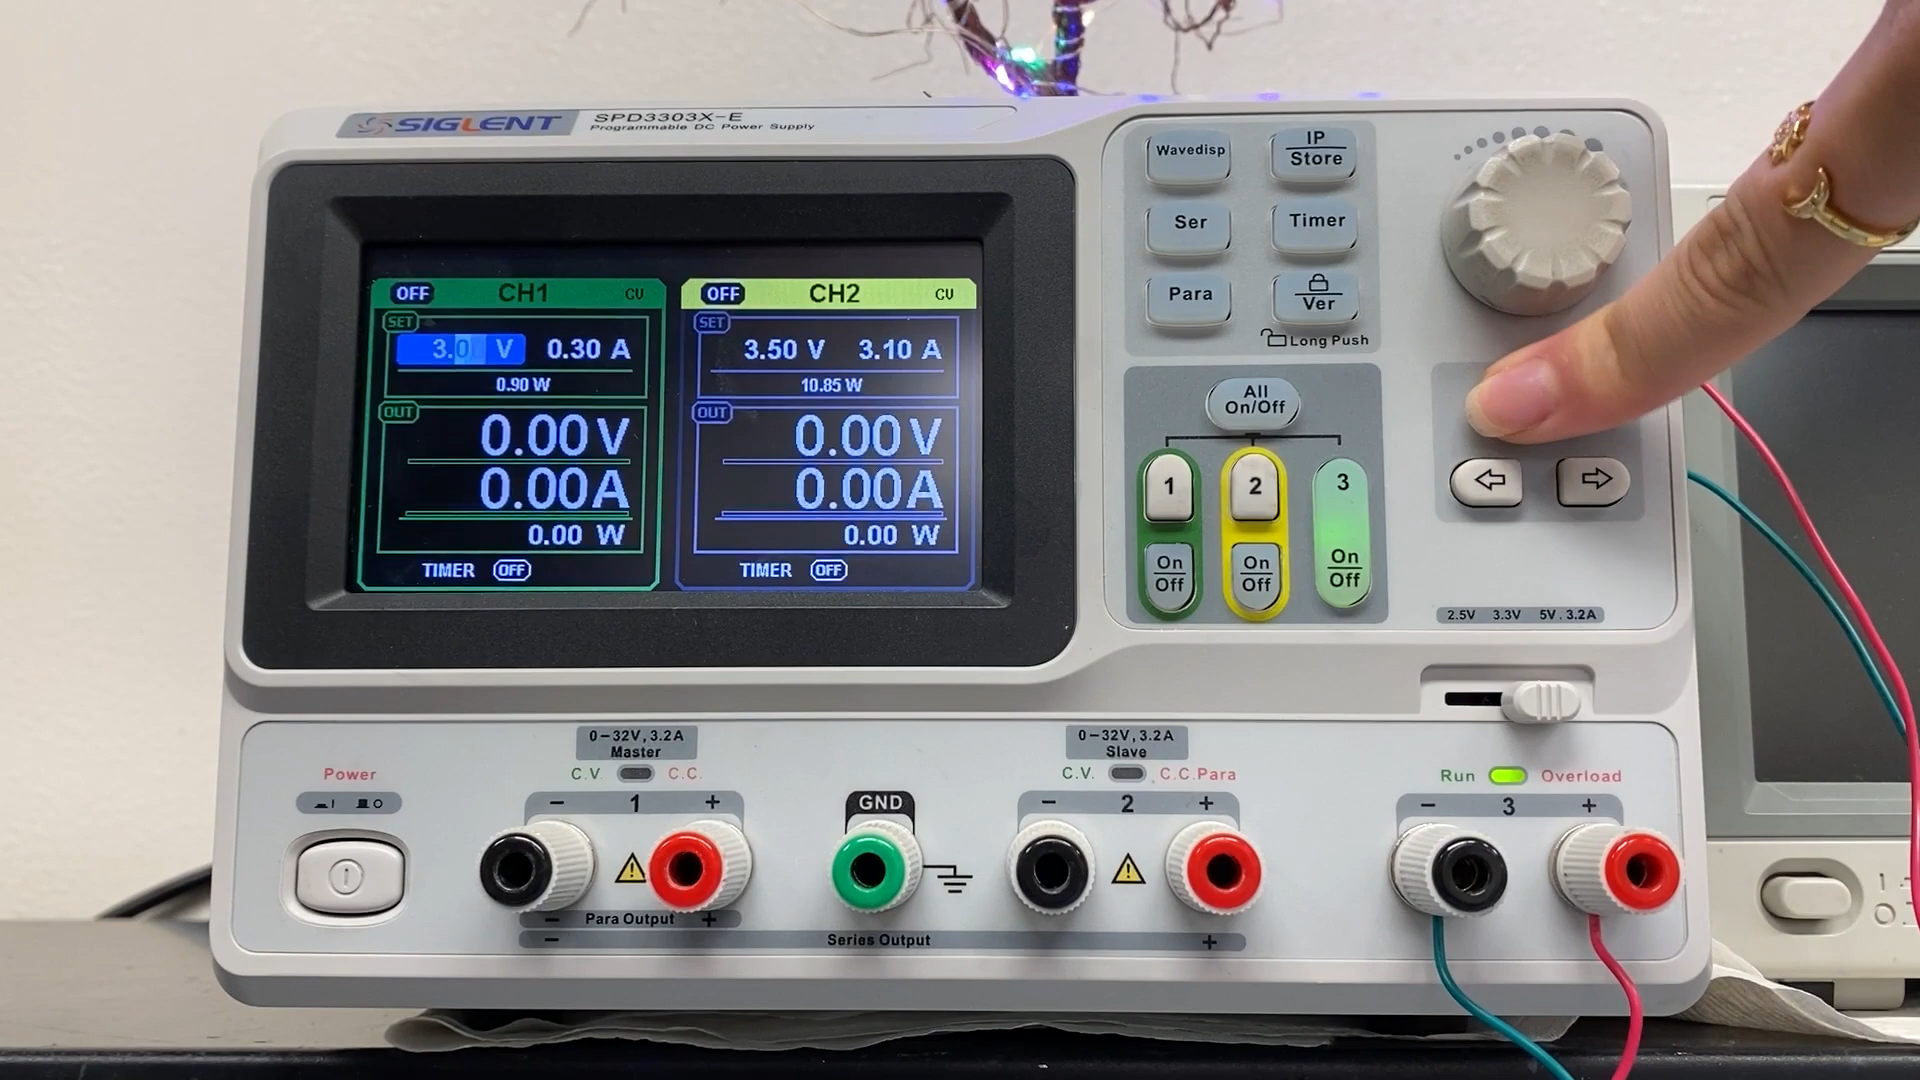 SIGLENT
SPD3303X-E
Programmable DC Power Supply
OFF CH1 CV
SET
3.0 V 0.30 A
0.90 W
OUT
0.00 V
0.00 A
0.00 W
TIMER OFF
OFF CH2 CV
SET
3.50 V 3.10 A
10.85 W
OUT
0.00 V
0.00 A
0.00 W
TIMER OFF
Wavedisp
IP
Store
Ser
Timer
Para
Ver
Long Push
All
On/Off
1
2
3
On
Off
On
Off
On
Off
2.5V 3.3V 5V . 3.2A
Power
I O
0-32V, 3.2A
Master
C.V. C.C.
- 1 +
- Para Output +
GND
0-32V, 3.2A
Slave
C.V. C.C.Para
- 2 +
- Series Output +
Run Overload
- 3 +